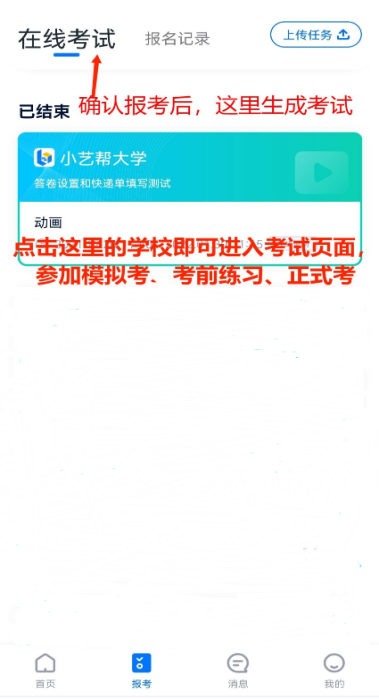 在线考试 报名记录 上传任务
已结束 确认报考后，这里生成考试
小艺帮大学
答卷设置和快递单填写测试
动画
点击这里的学校即可进入考试页面，
参加模拟考、考前练习、正式考
首页 报考 消息 我的